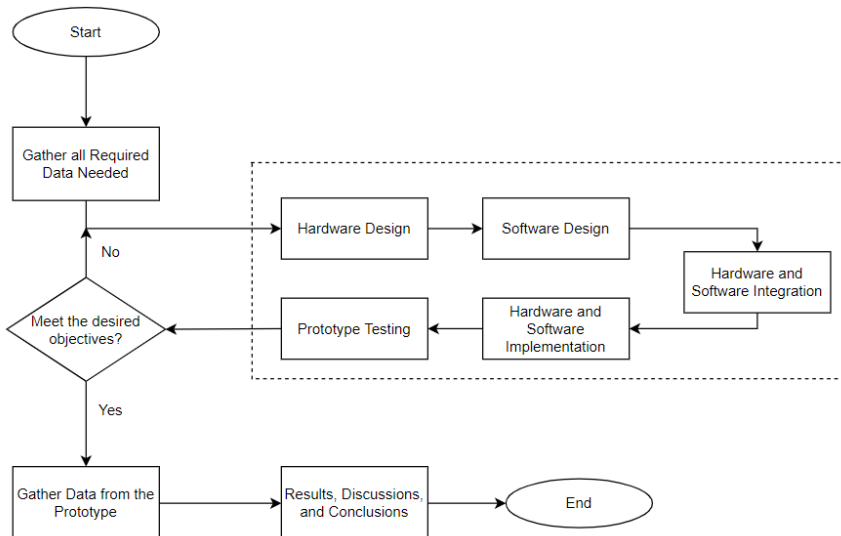 Start
Gather all Required
Data Needed
Hardware Design
Software Design
No
Hardware and
Software Integration
Meet the desired
objectives?
Prototype Testing
Hardware and
Software
Implementation
Yes
Gather Data from the
Prototype
Results, Discussions,
and Conclusions
End